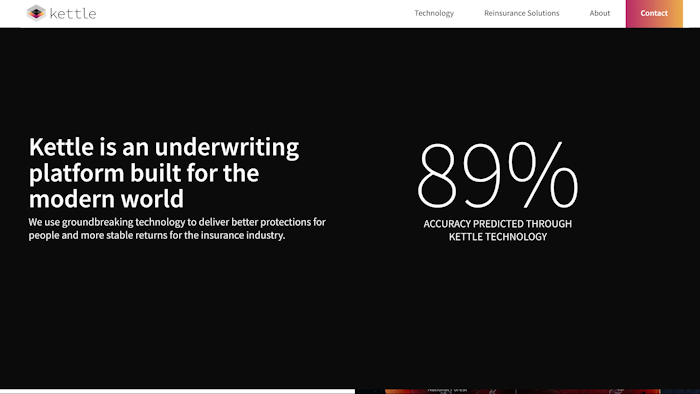 kettle
Technology
Reinsurance Solutions
About
Contact
Kettle is an underwriting
platform built for the
modern world
We use groundbreaking technology to deliver better protections for
people and more stable returns for the insurance industry.
89%
ACCURACY PREDICTED THROUGH
KETTLE TECHNOLOGY